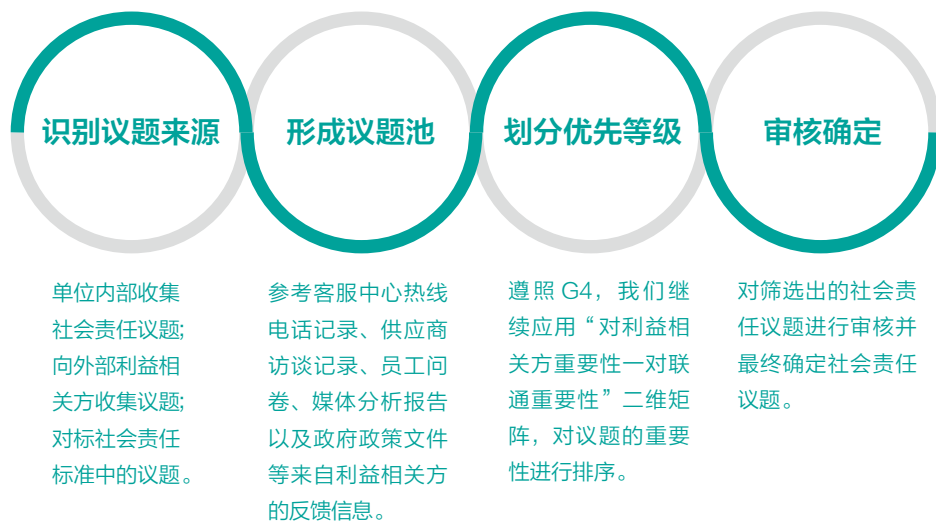 识别议题来源
形成议题池
划分优先等级
审核确定
单位内部收集
社会责任议题;
向外部利益相
关方收集议题;
对标社会责任
标准中的议题。
参考客服中心热线
电话记录、供应商
访谈记录、员工问
卷、媒体分析报告
以及政府政策文件
等来自利益相关方
的反馈信息。
遵照 G4，我们继
续应用“对利益相
关方重要性一对联
通重要性”二维矩
阵，对议题的重要
性进行排序。
对筛选出的社会责
任议题进行审核并
最终确定社会责任
议题。